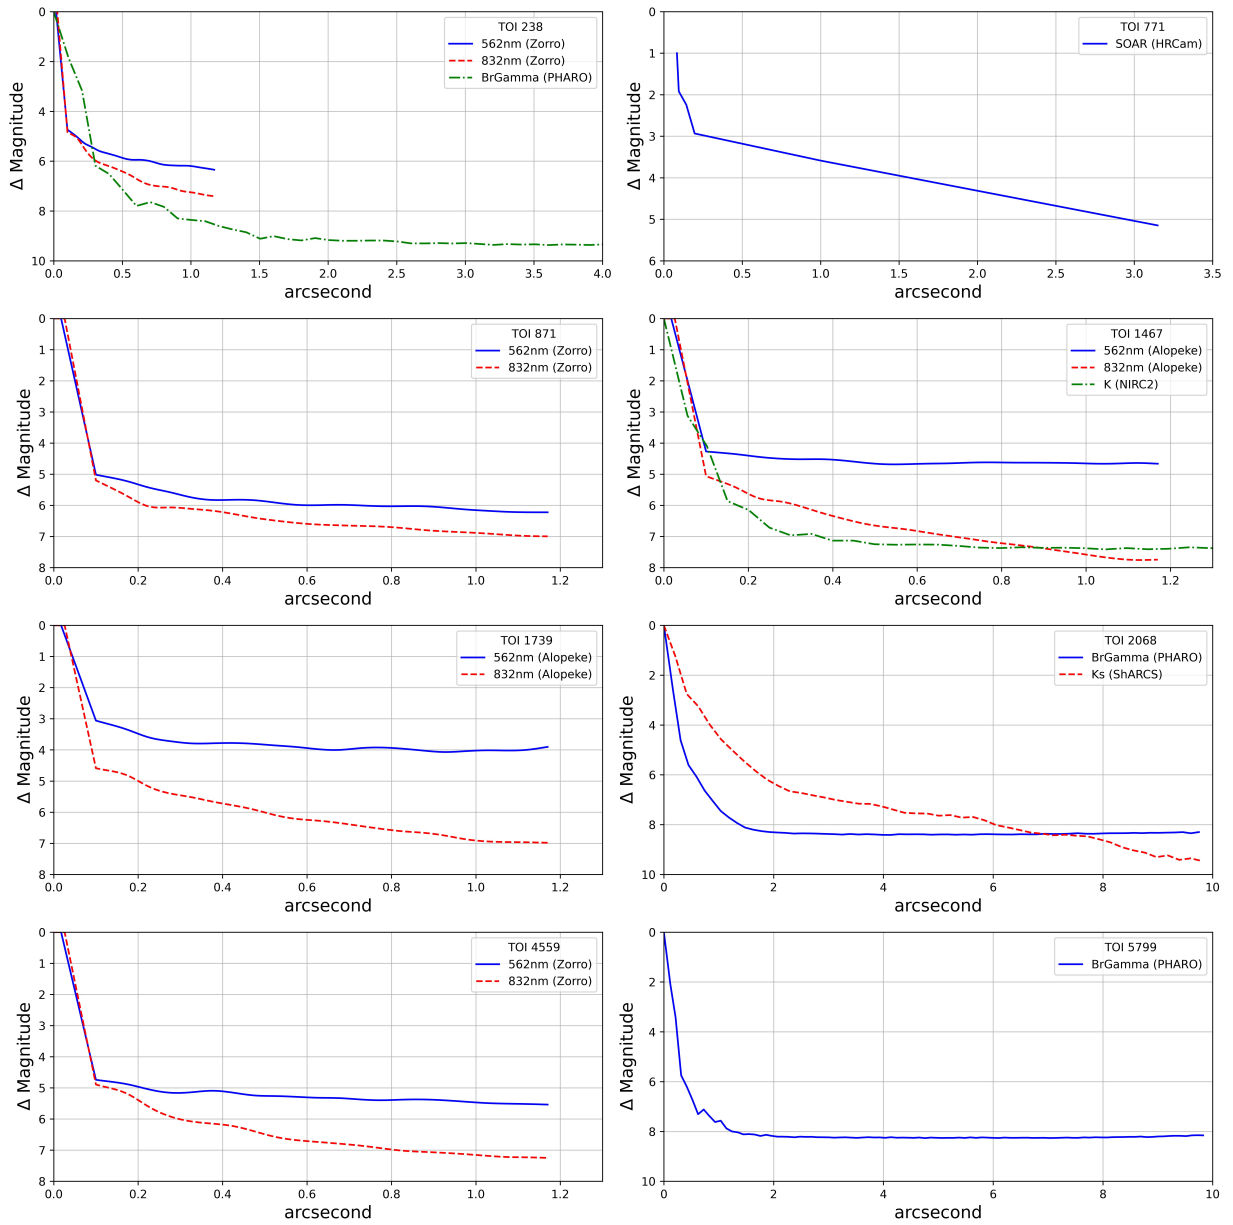 TOI 238
562nm (Zorro)
832nm (Zorro)
BrGamma (PHARO)
0
2
4
6
8
10
Δ Magnitude
0.0 0.5 1.0 1.5 2.0 2.5 3.0 3.5 4.0
arcsecond
TOI 771
SOAR (HRCam)
0
1
2
3
4
5
6
Δ Magnitude
0.5 1.0 1.5 2.0 2.5 3.0 3.5
arcsecond
TOI 871
562nm (Zorro)
832nm (Zorro)
0
1
2
3
4
5
6
7
8
Δ Magnitude
0.0 0.2 0.4 0.6 0.8 1.0 1.2
arcsecond
TOI 1467
562nm (Alopeke)
832nm (Alopeke)
K (NIRC2)
0
1
2
3
4
5
6
7
8
Δ Magnitude
0.0 0.2 0.4 0.6 0.8 1.0 1.2
arcsecond
TOI 1739
562nm (Alopeke)
832nm (Alopeke)
0
1
2
3
4
5
6
7
8
Δ Magnitude
0.0 0.2 0.4 0.6 0.8 1.0 1.2
arcsecond
TOI 2068
BrGamma (PHARO)
Ks (ShARCS)
0
2
4
6
8
10
Δ Magnitude
0 2 4 6 8 10
arcsecond
TOI 4559
562nm (Zorro)
832nm (Zorro)
0
1
2
3
4
5
6
7
8
Δ Magnitude
0.0 0.2 0.4 0.6 0.8 1.0 1.2
arcsecond
TOI 5799
BrGamma (PHARO)
0
2
4
6
8
10
Δ Magnitude
0 2 4 6 8 10
arcsecond